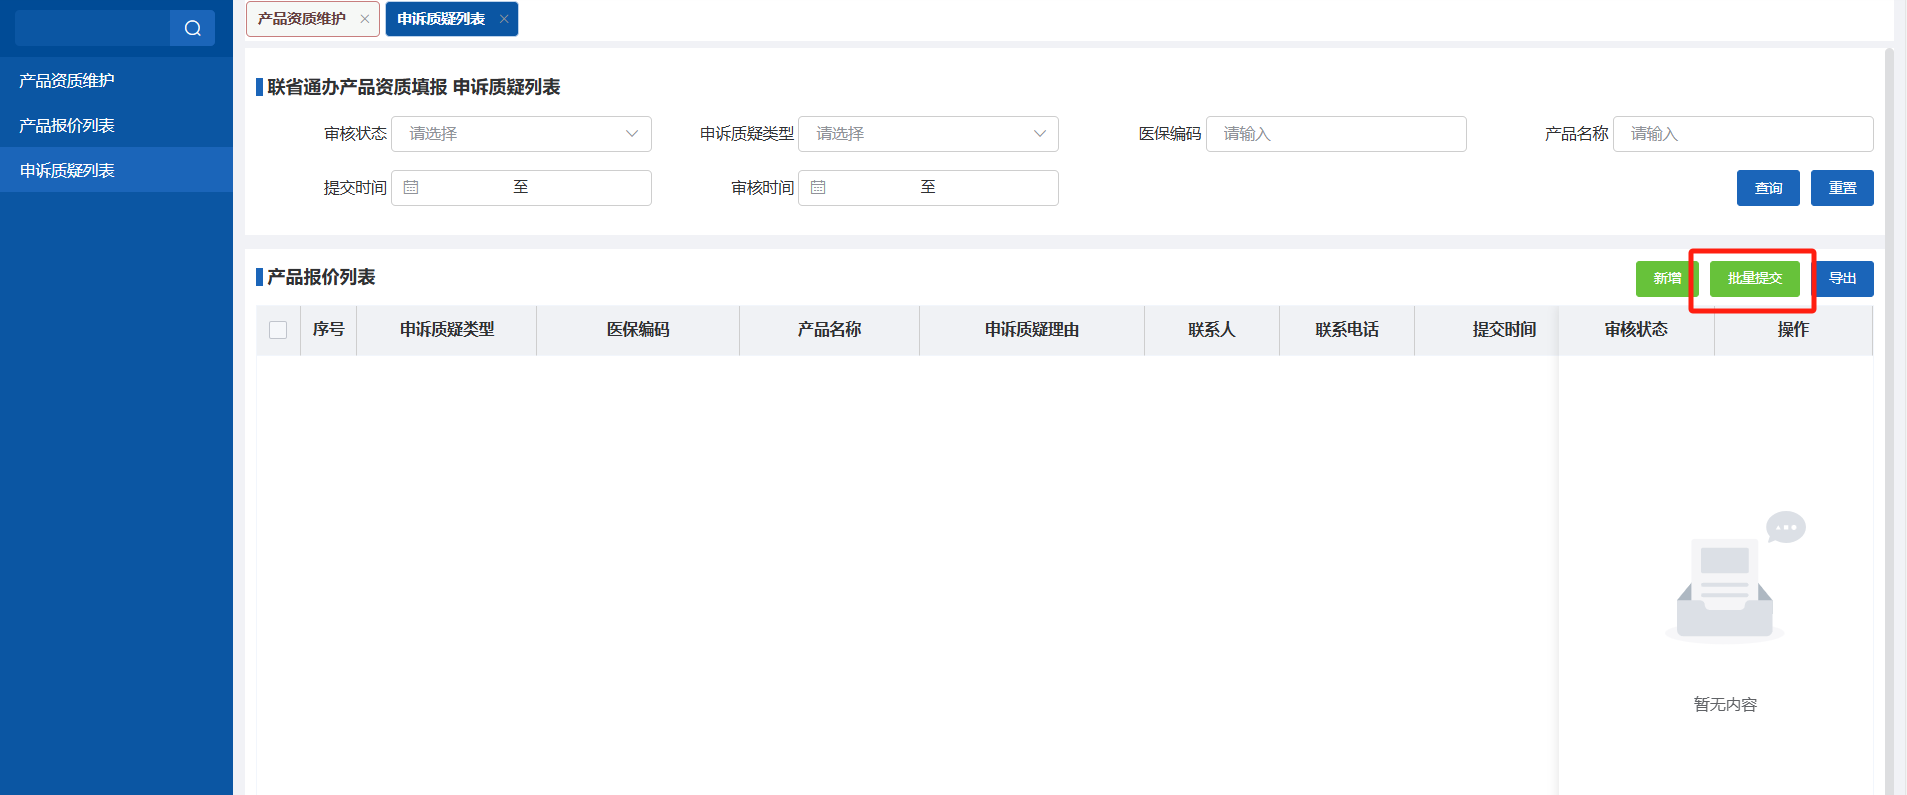 产品资质维护
申诉质疑列表
产品资质维护
产品报价列表
申诉质疑列表
联省通办产品资质填报 申诉质疑列表
审核状态 请选择
申诉质疑类型 请选择
医保编码 请输入
产品名称 请输入
提交时间 至
审核时间 至
查询
重置
产品报价列表
新增
批量提交
导出
序号 申诉质疑类型 医保编码 产品名称 申诉质疑理由 联系人 联系电话 提交时间 审核状态 操作
暂无内容